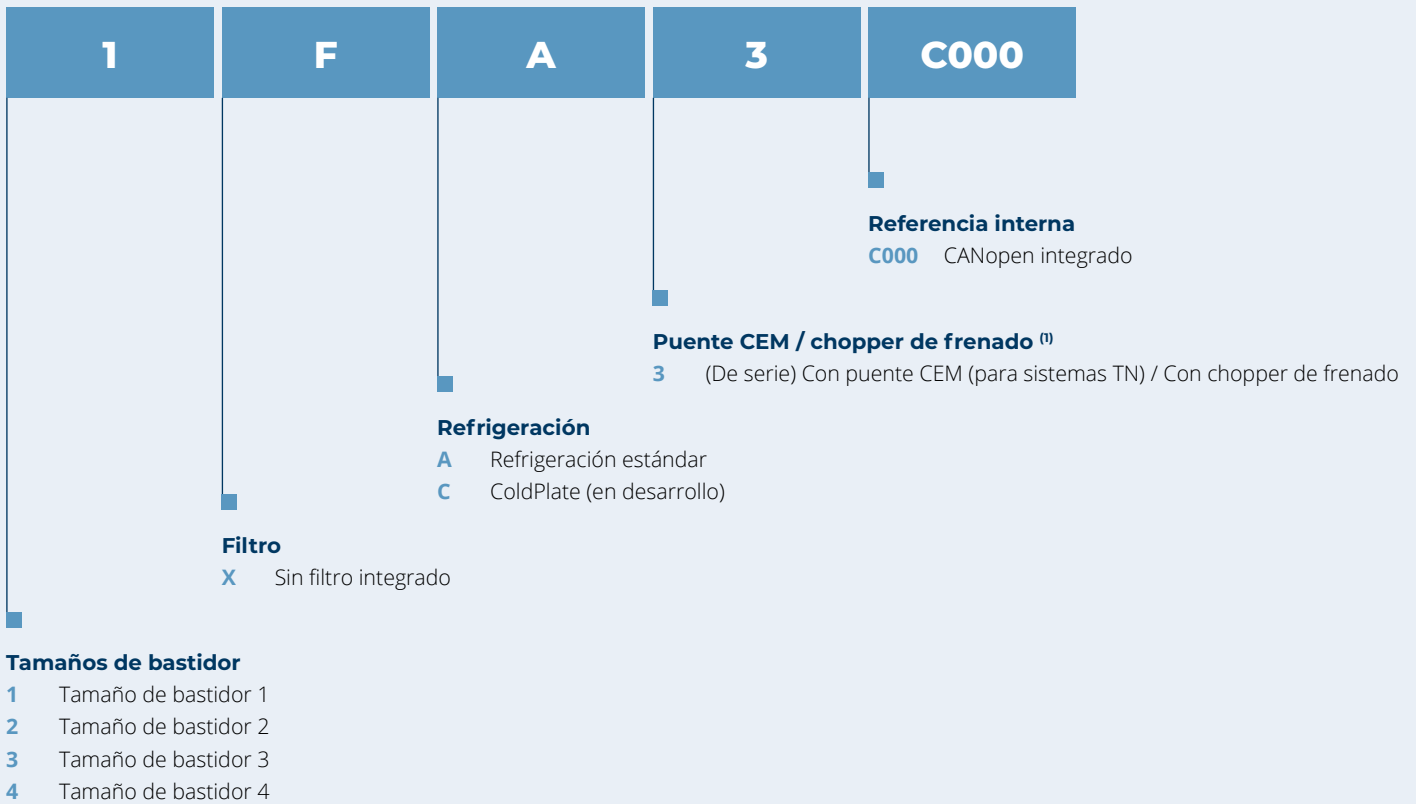 1 F A 3 C000
Referencia interna
C000 CANopen integrado
Puente CEM / chopper de frenado (1)
3 (De serie) Con puente CEM (para sistemas TN) / Con chopper de frenado
Refrigeración
A Refrigeración estándar
C ColdPlate (en desarrollo)
Filtro
X Sin filtro integrado
Tamaños de bastidor
1 Tamaño de bastidor 1
2 Tamaño de bastidor 2
3 Tamaño de bastidor 3
4 Tamaño de bastidor 4